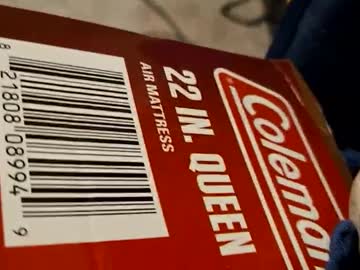 Coleman
22 IN. QUEEN
AIR MATTRESS
8 21808 08994 9